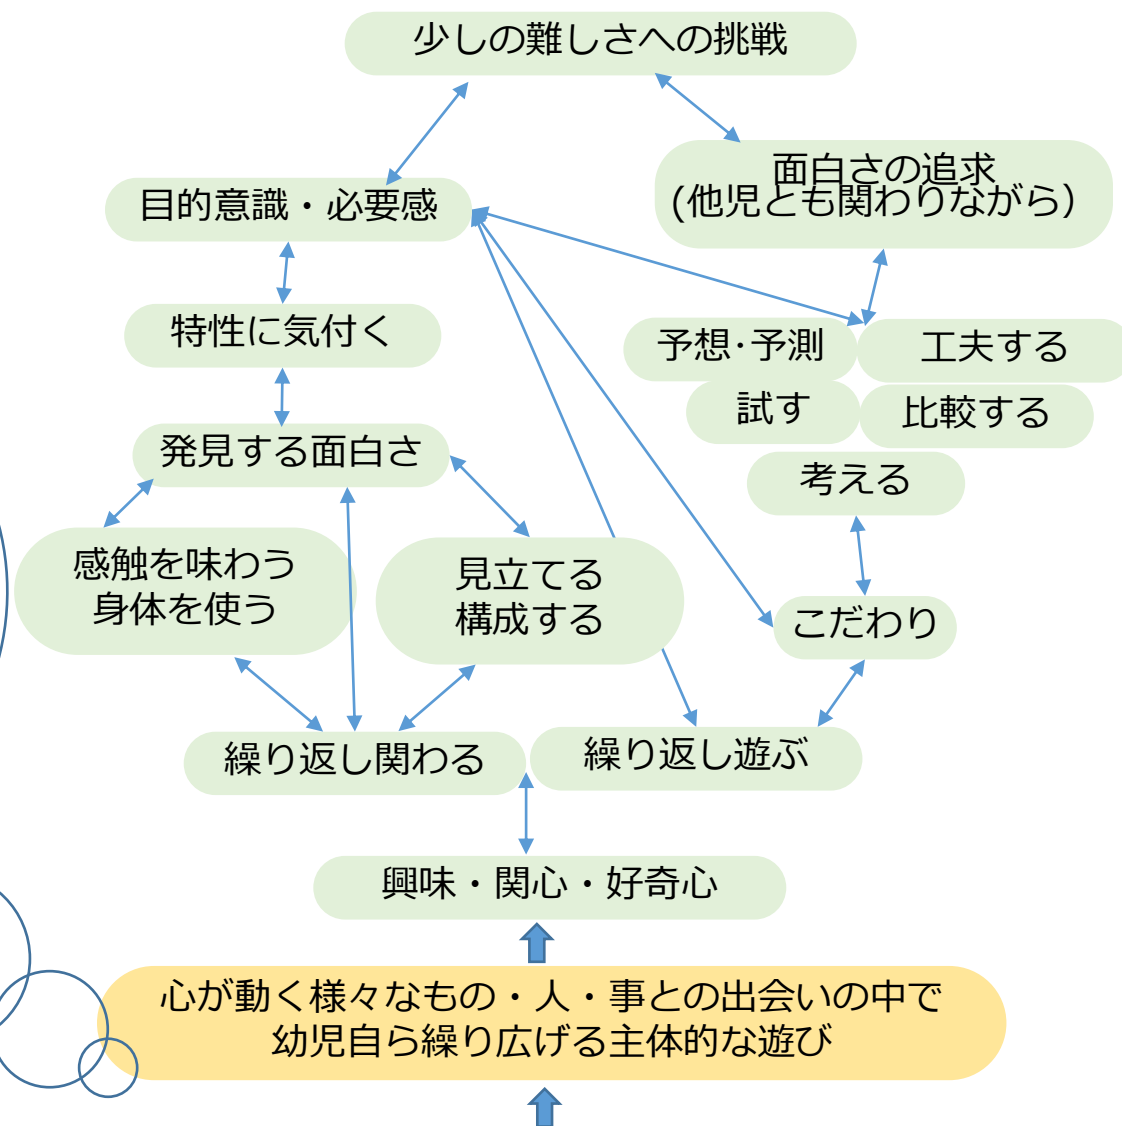 少しの難しさへの挑戦
面白さの追求
(他児とも関わりながら）
目的意識・必要感
特性に気付く
予想･予測
工夫する
試す
比較する
発見する面白さ
考える
感触を味わう
身体を使う
見立てる
構成する
こだわり
繰り返し関わる
繰り返し遊ぶ
興味・関心・好奇心
心が動く様々なもの・人・事との出会いの中で
幼児自ら繰り広げる主体的な遊び